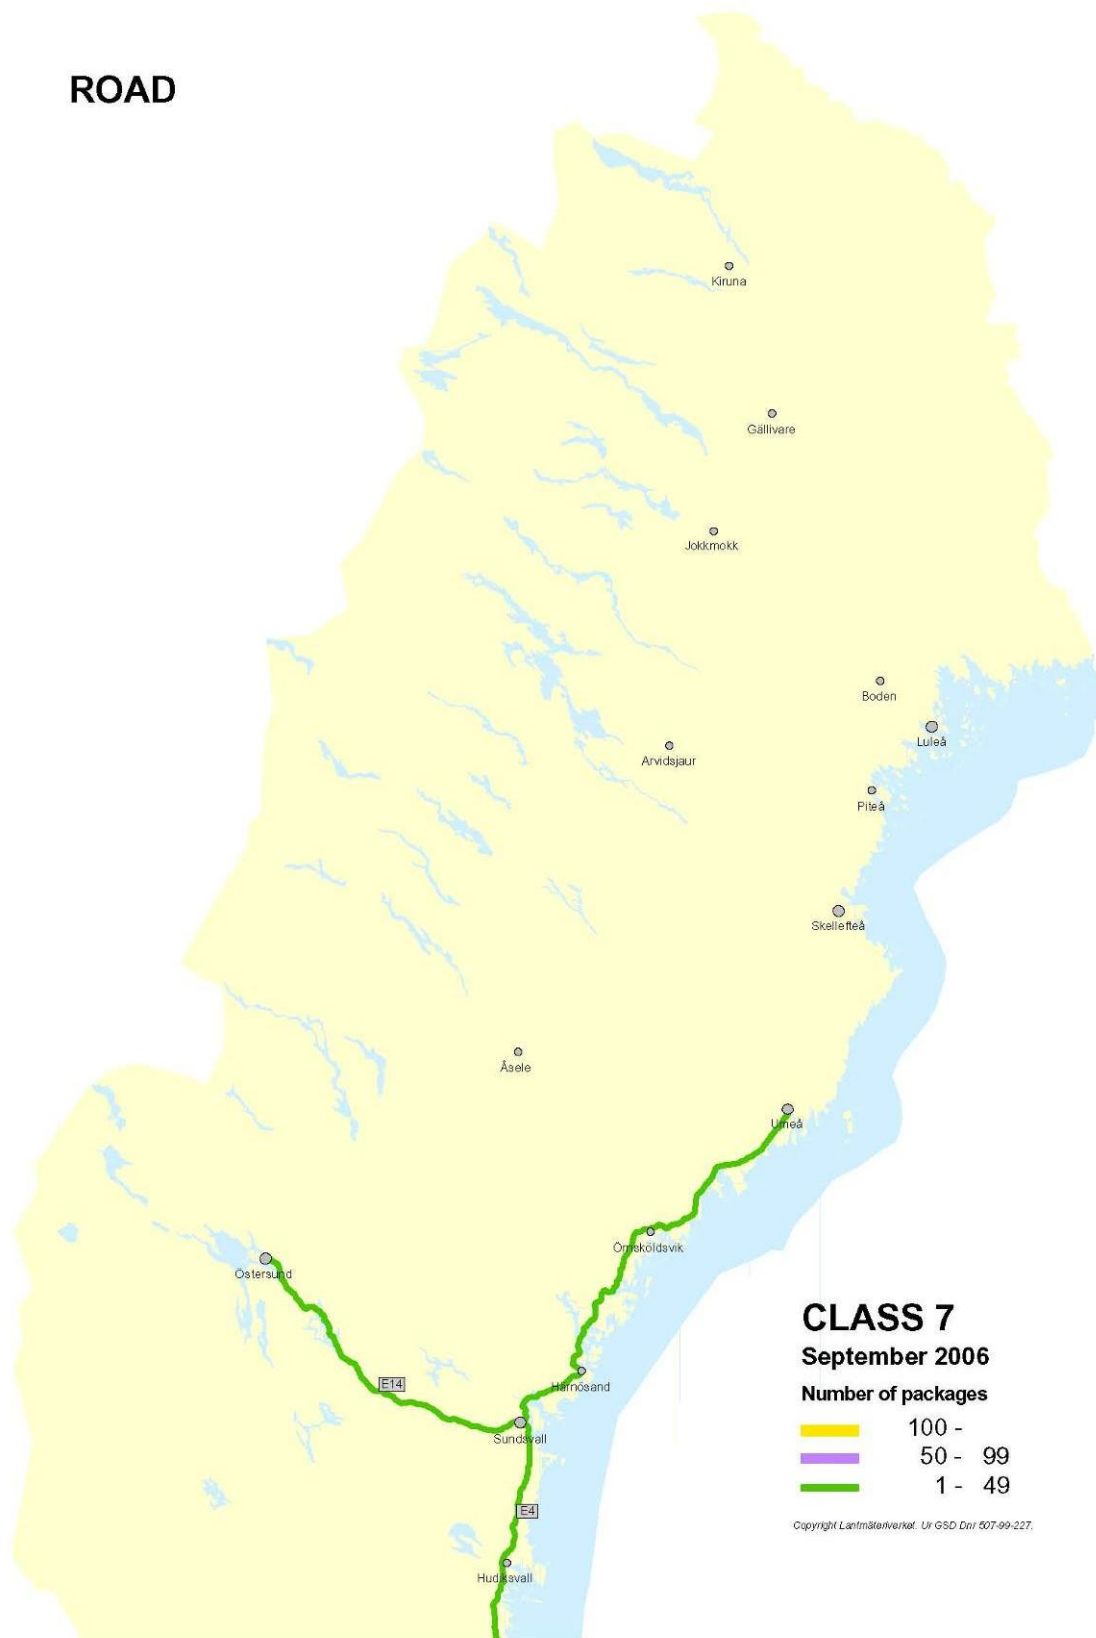 ROAD
Kiruna
Gällivare
Jokkmokk
Boden
Luleå
Arvidsjaur
Piteå
Skellefteå
Åsele
Umeå
Örnsköldsvik
Östersund
CLASS 7
September 2006
Härnösand
E14
Number of packages
100 -
Sundsvall
50 - 99
1 - 49
E4
Copyright Lantmäteriverket. Ur GSD Dnr 507-99-227.
Hudiksvall